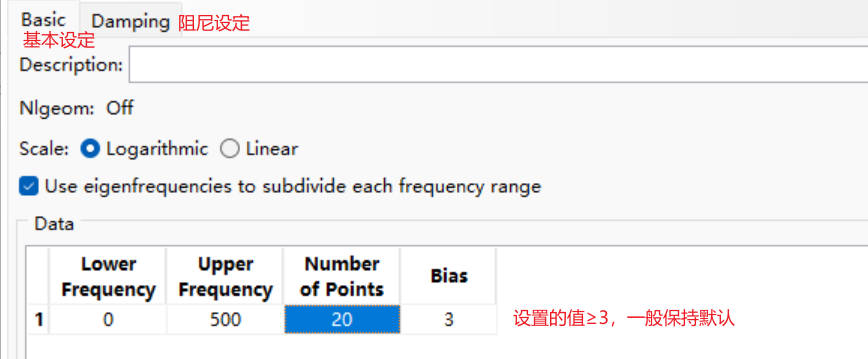 Basic Damping 阻尼设定
基本设定
Description:
Nlgeom: Off
Scale: Logarithmic Linear
Use eigenfrequencies to subdivide each frequency range
Data
Lower Upper Number
Frequency Frequency of Points Bias
1 0 500 20 3 设置的值≥3，一般保持默认